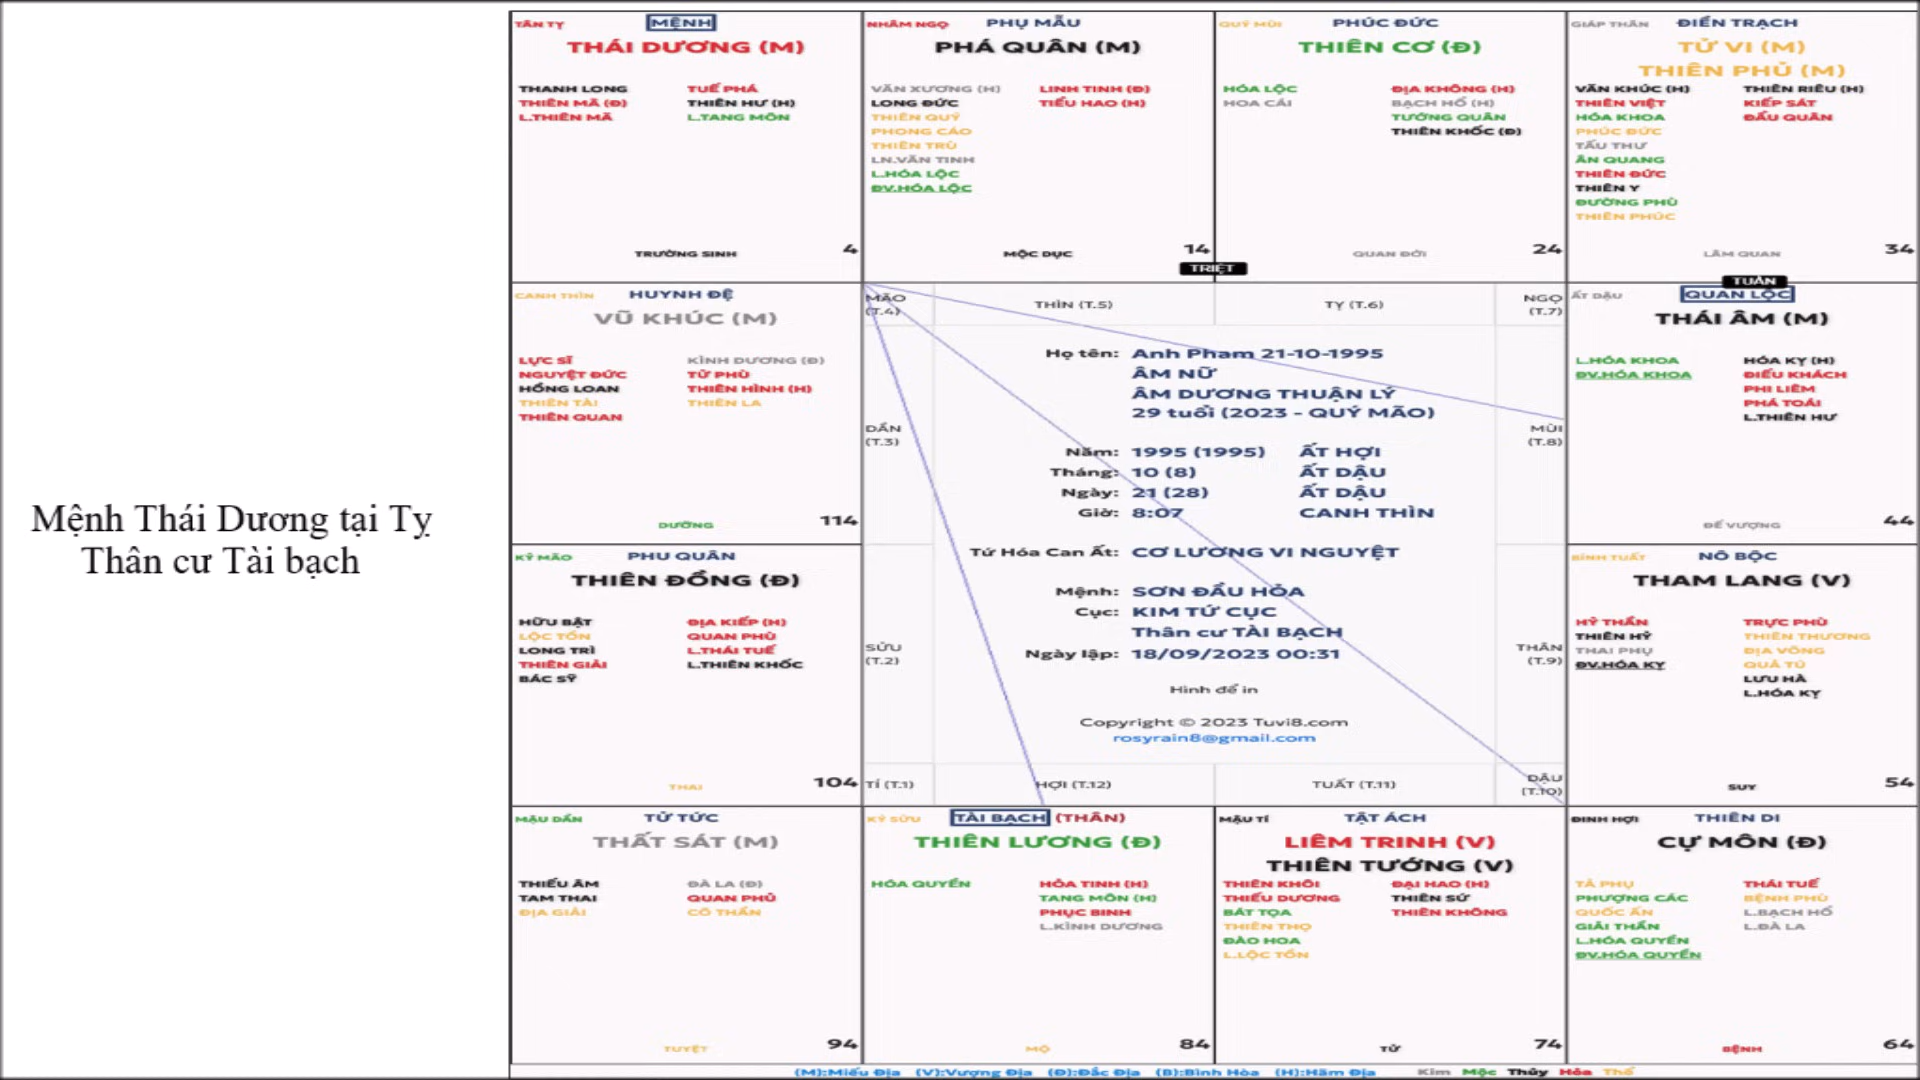 Mệnh Thái Dương tại Tỵ
Thân cư Tài bạch
TÂN TỴ MỆNH
THÁI DƯƠNG (M)
THANH LONG TUẾ PHÁ
THIÊN MÃ (Đ) THIÊN HƯ (H)
L.THIÊN MÃ L.TANG MÔN
TRƯỜNG SINH 4
NHÂM NGỌ PHỤ MẪU
PHÁ QUÂN (M)
VĂN XƯƠNG (H) LINH TINH (Đ)
LONG ĐỨC TIỂU HAO (H)
THIÊN QUÝ
PHONG CÁO
THIÊN TRÙ
LN.VĂN TINH
L.HÓA LỘC
ĐV.HÓA LỘC
MỘC DỤC 14
TRIỆT
QUÝ MÙI PHÚC ĐỨC
THIÊN CƠ (Đ)
HÓA LỘC ĐỊA KHÔNG (H)
HOA CÁI BẠCH HỔ (H)
TƯỚNG QUÂN
THIÊN KHỐC (Đ)
QUAN ĐỚI 24
GIÁP THÂN ĐIỀN TRẠCH
TỬ VI (M)
THIÊN PHỦ (M)
VĂN KHÚC (H) THIÊN RIÊU (H)
THIÊN VIỆT KIẾP SÁT
HÓA KHOA ĐẨU QUÂN
PHÚC ĐỨC
TẤU THƯ
ÂN QUANG
THIÊN ĐỨC
THIÊN Y
ĐƯỜNG PHÙ
THIÊN PHÚC
LÂM QUAN 34
TUẦN
CANH THÌN HUYNH ĐỆ
VŨ KHÚC (M)
LỰC SĨ KÌNH DƯƠNG (Đ)
NGUYỆT ĐỨC TỬ PHÙ
HỒNG LOAN THIÊN HÌNH (H)
THIÊN TÀI THIÊN LA
THIÊN QUAN
DƯỠNG 114
MÃO (T.4) THÌN (T.5) TỴ (T.6) NGỌ (T.7)
DẦN (T.3) MÙI (T.8)
SỬU (T.2) THÂN (T.9)
TÍ (T.1) HỢI (T.12) TUẤT (T.11) DẬU (T.10)
Họ tên: Anh Pham 21-10-1995
ÂM NỮ
ÂM DƯƠNG THUẬN LÝ
29 tuổi (2023 - QUÝ MÃO)
Năm: 1995 (1995) ẤT HỢI
Tháng: 10 (8) ẤT DẬU
Ngày: 21 (28) ẤT DẬU
Giờ: 8:07 CANH THÌN
Tứ Hóa Can Ất: CƠ LƯƠNG VI NGUYỆT
Mệnh: SƠN ĐẦU HỎA
Cục: KIM TỨ CỤC
Thân cư TÀI BẠCH
Ngày lập: 18/09/2023 00:31
Hình để in
Copyright © 2023 Tuvi8.com
rosyrain8@gmail.com
ẤT DẬU QUAN LỘC
THÁI ÂM (M)
L.HÓA KHOA HÓA KỴ (H)
ĐV.HÓA KHOA ĐIẾU KHÁCH
PHI LIÊM
PHÁ TOÁI
L.THIÊN HƯ
ĐẾ VƯỢNG 44
KỶ MÃO PHU QUÂN
THIÊN ĐỒNG (Đ)
HỮU BẬT ĐỊA KIẾP (H)
LỘC TỒN QUAN PHÙ
LONG TRÌ L.THÁI TUẾ
THIÊN GIẢI L.THIÊN KHỐC
BÁC SỸ
THAI 104
BÍNH TUẤT NÔ BỘC
THAM LANG (V)
HỶ THẦN TRỰC PHÙ
THIÊN HỶ THIÊN THƯƠNG
THAI PHỤ ĐỊA VÕNG
ĐV.HÓA KỴ QUẢ TÚ
LƯU HÀ
L.HÓA KỴ
SUY 54
MẬU DẦN TỬ TỨC
THẤT SÁT (M)
THIẾU ÂM ĐÀ LA (Đ)
TAM THAI QUAN PHỦ
ĐỊA GIẢI CÔ THẦN
TUYỆT 94
KỶ SỬU TÀI BẠCH (THÂN)
THIÊN LƯƠNG (Đ)
HÓA QUYỀN HỎA TINH (H)
TANG MÔN (H)
PHỤC BINH
L.KÌNH DƯƠNG
MỘ 84
MẬU TÍ TẬT ÁCH
LIÊM TRINH (V)
THIÊN TƯỚNG (V)
THIÊN KHÔI ĐẠI HAO (H)
THIẾU DƯƠNG THIÊN SỨ
BÁT TỌA THIÊN KHÔNG
THIÊN THỌ
ĐÀO HOA
L.LỘC TỒN
TỬ 74
ĐINH HỢI THIÊN DI
CỰ MÔN (Đ)
TẢ PHỤ THÁI TUẾ
PHƯỢNG CÁC BỆNH PHÙ
QUỐC ẤN L.BẠCH HỔ
GIẢI THẦN L.ĐÀ LA
L.HÓA QUYỀN
ĐV.HÓA QUYỀN
BỆNH 64
(M):Miếu Địa (V):Vượng Địa (Đ):Đắc Địa (B):Bình Hòa (H):Hãm Địa Kim Mộc Thủy Hỏa Thổ